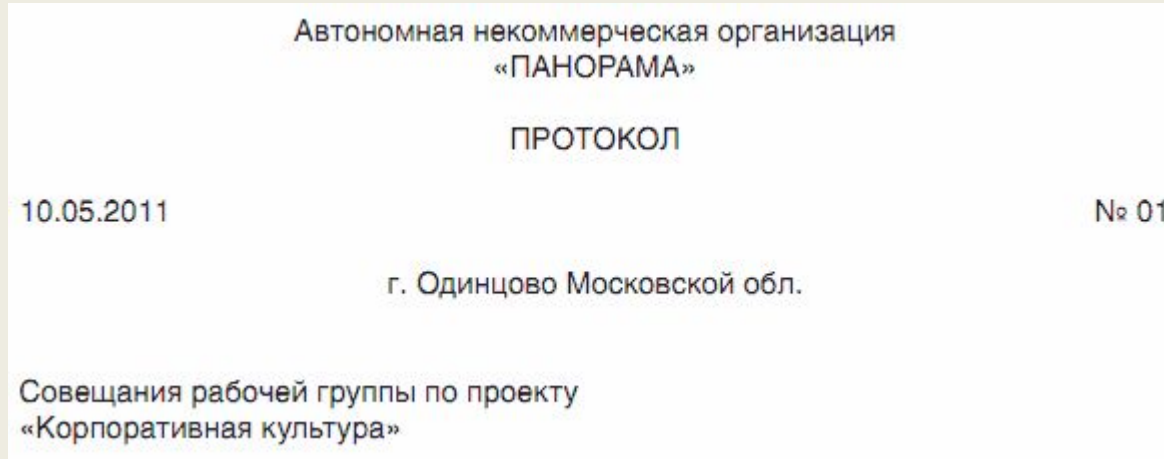 Автономная некоммерческая организация
«ПАНОРАМА»
ПРОТОКОЛ
10.05.2011 № 01
г. Одинцово Московской обл.
Совещания рабочей группы по проекту
«Корпоративная культура»